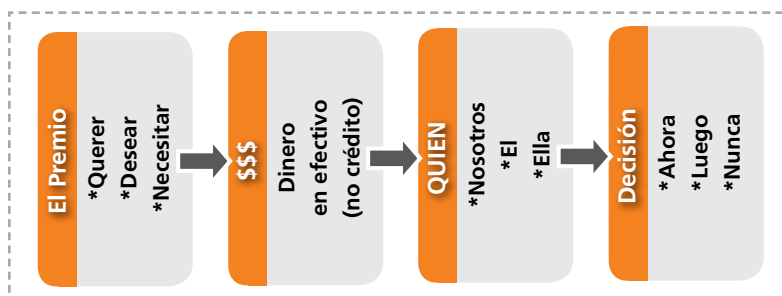 El Premio
*Querer
*Desear
*Necesitar
$$$
Dinero
en efectivo
(no crédito)
QUIEN
*Nosotros
*El
*Ella
Decisión
*Ahora
*Luego
*Nunca